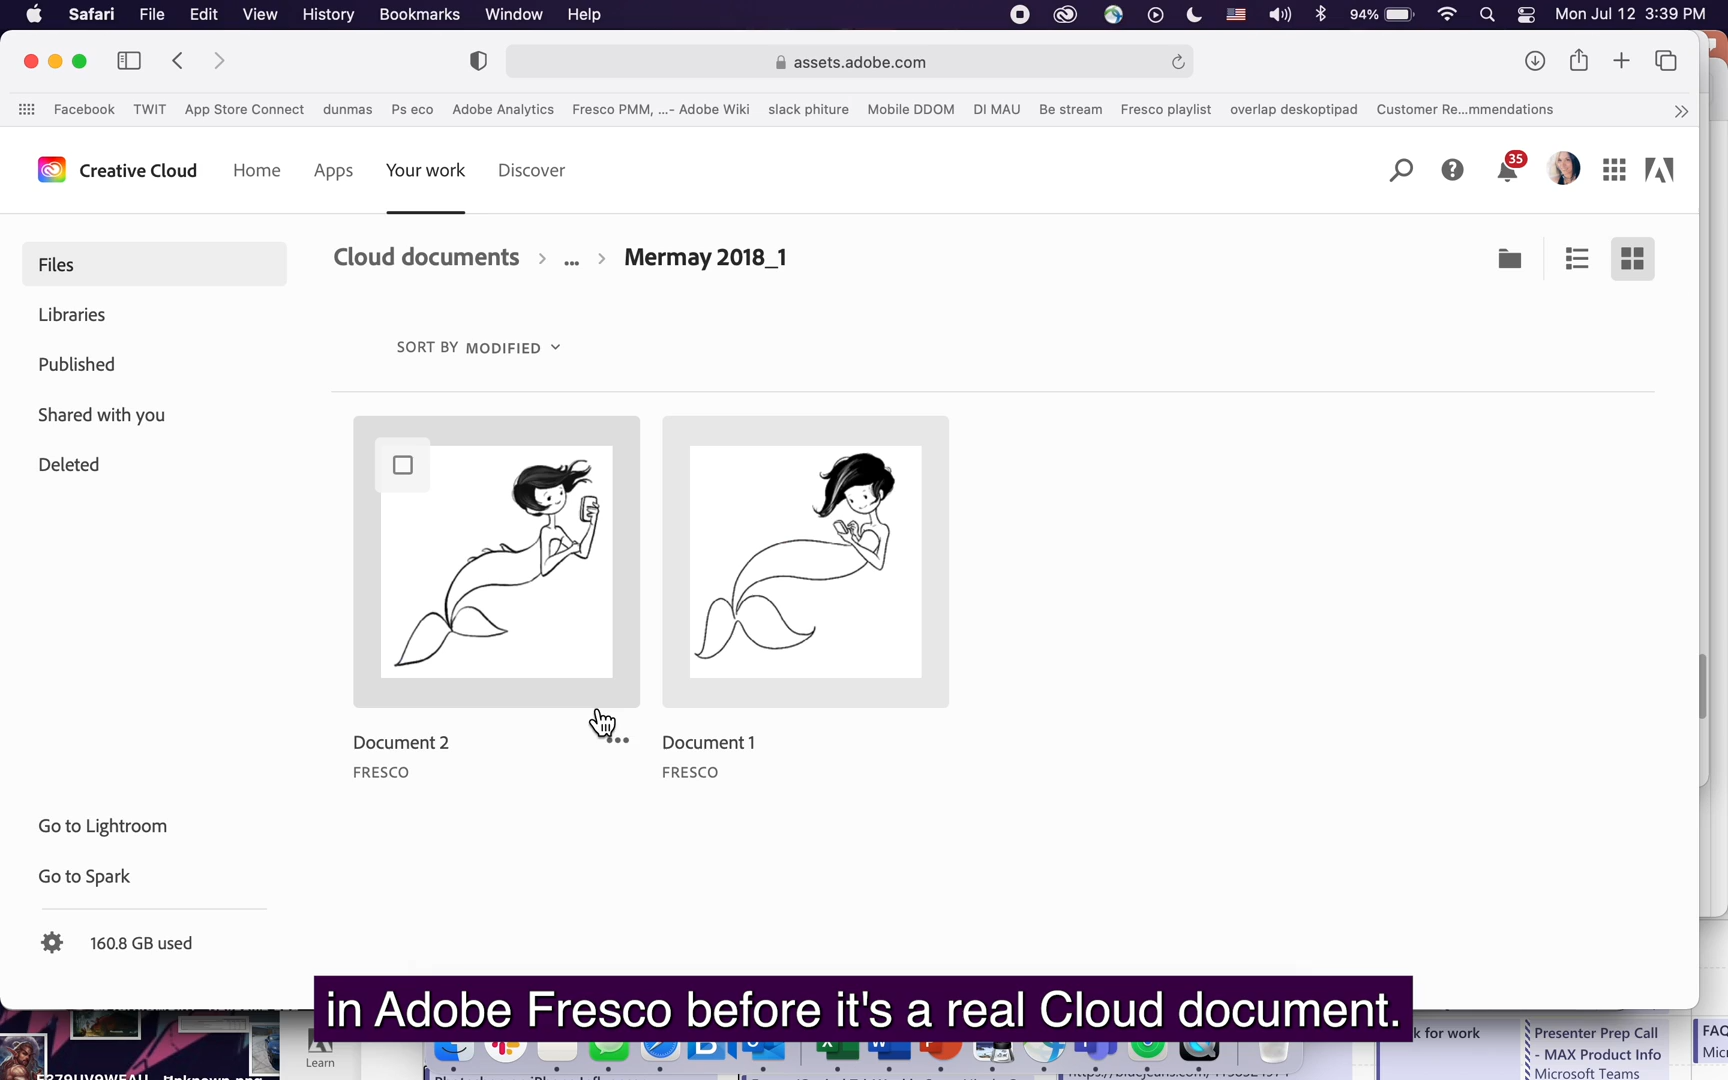 Safari File Edit View History Bookmarks Window Help 94% Mon Jul 12 3:39 PM
assets.adobe.com
Facebook TWIT App Store Connect dunmas Ps eco Adobe Analytics Fresco PMM, ...- Adobe Wiki slack phiture Mobile DDOM DI MAU Be stream Fresco playlist overlap deskoptipad Customer Re...mmendations
Creative Cloud Home Apps Your work Discover 35
Cloud documents > ... > Mermay 2018_1
Files
Libraries
Published
Shared with you
Deleted
SORT BY MODIFIED
Document 2
FRESCO
Document 1
FRESCO
Go to Lightroom
Go to Spark
160.8 GB used
in Adobe Fresco before it's a real Cloud document.
k for work
Presenter Prep Call
- MAX Product Info
Microsoft Teams
FAQ
Micr
Learn